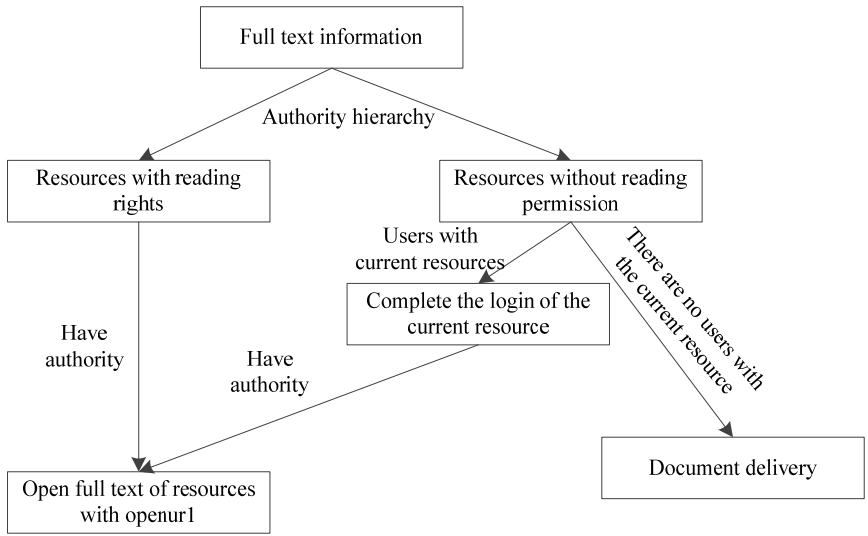 Full text information
Authority hierarchy
Resources with reading
rights
Resources without reading
permission
Users with
current resources
There are no users with
the current resource
Complete the login of the
current resource
Have
authority
Have
authority
Document delivery
Open full text of resources
with openur1